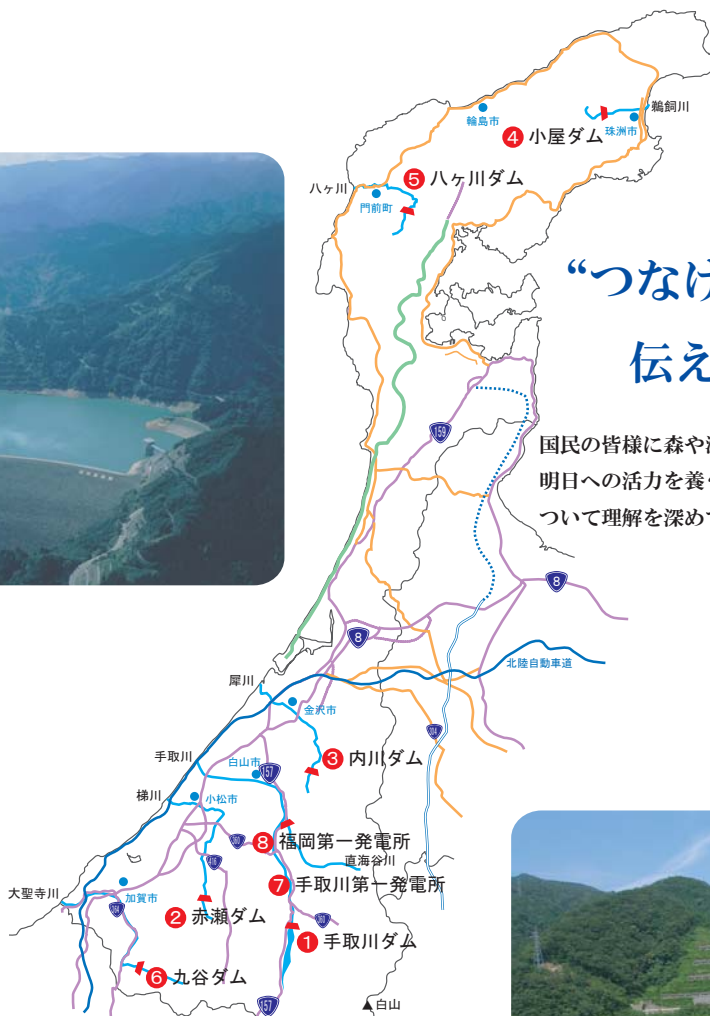 鵜飼川
輪島市
珠洲市
④ 小屋ダム
⑤ 八ヶ川ダム
八ヶ川
門前町
“つなげ
伝え
159
国民の皆様に森や
明日への活力を養
ついて理解を深め
8
8
北陸自動車道
犀川
金沢市
304
手取川
白山市
157
③ 内川ダム
梯川
小松市
360
⑧ 福岡第一発電所
416
直海谷川
⑦ 手取川第一発電所
大聖寺川
加賀市
② 赤瀬ダム
360
① 手取川ダム
⑥ 九谷ダム
157
▲白山